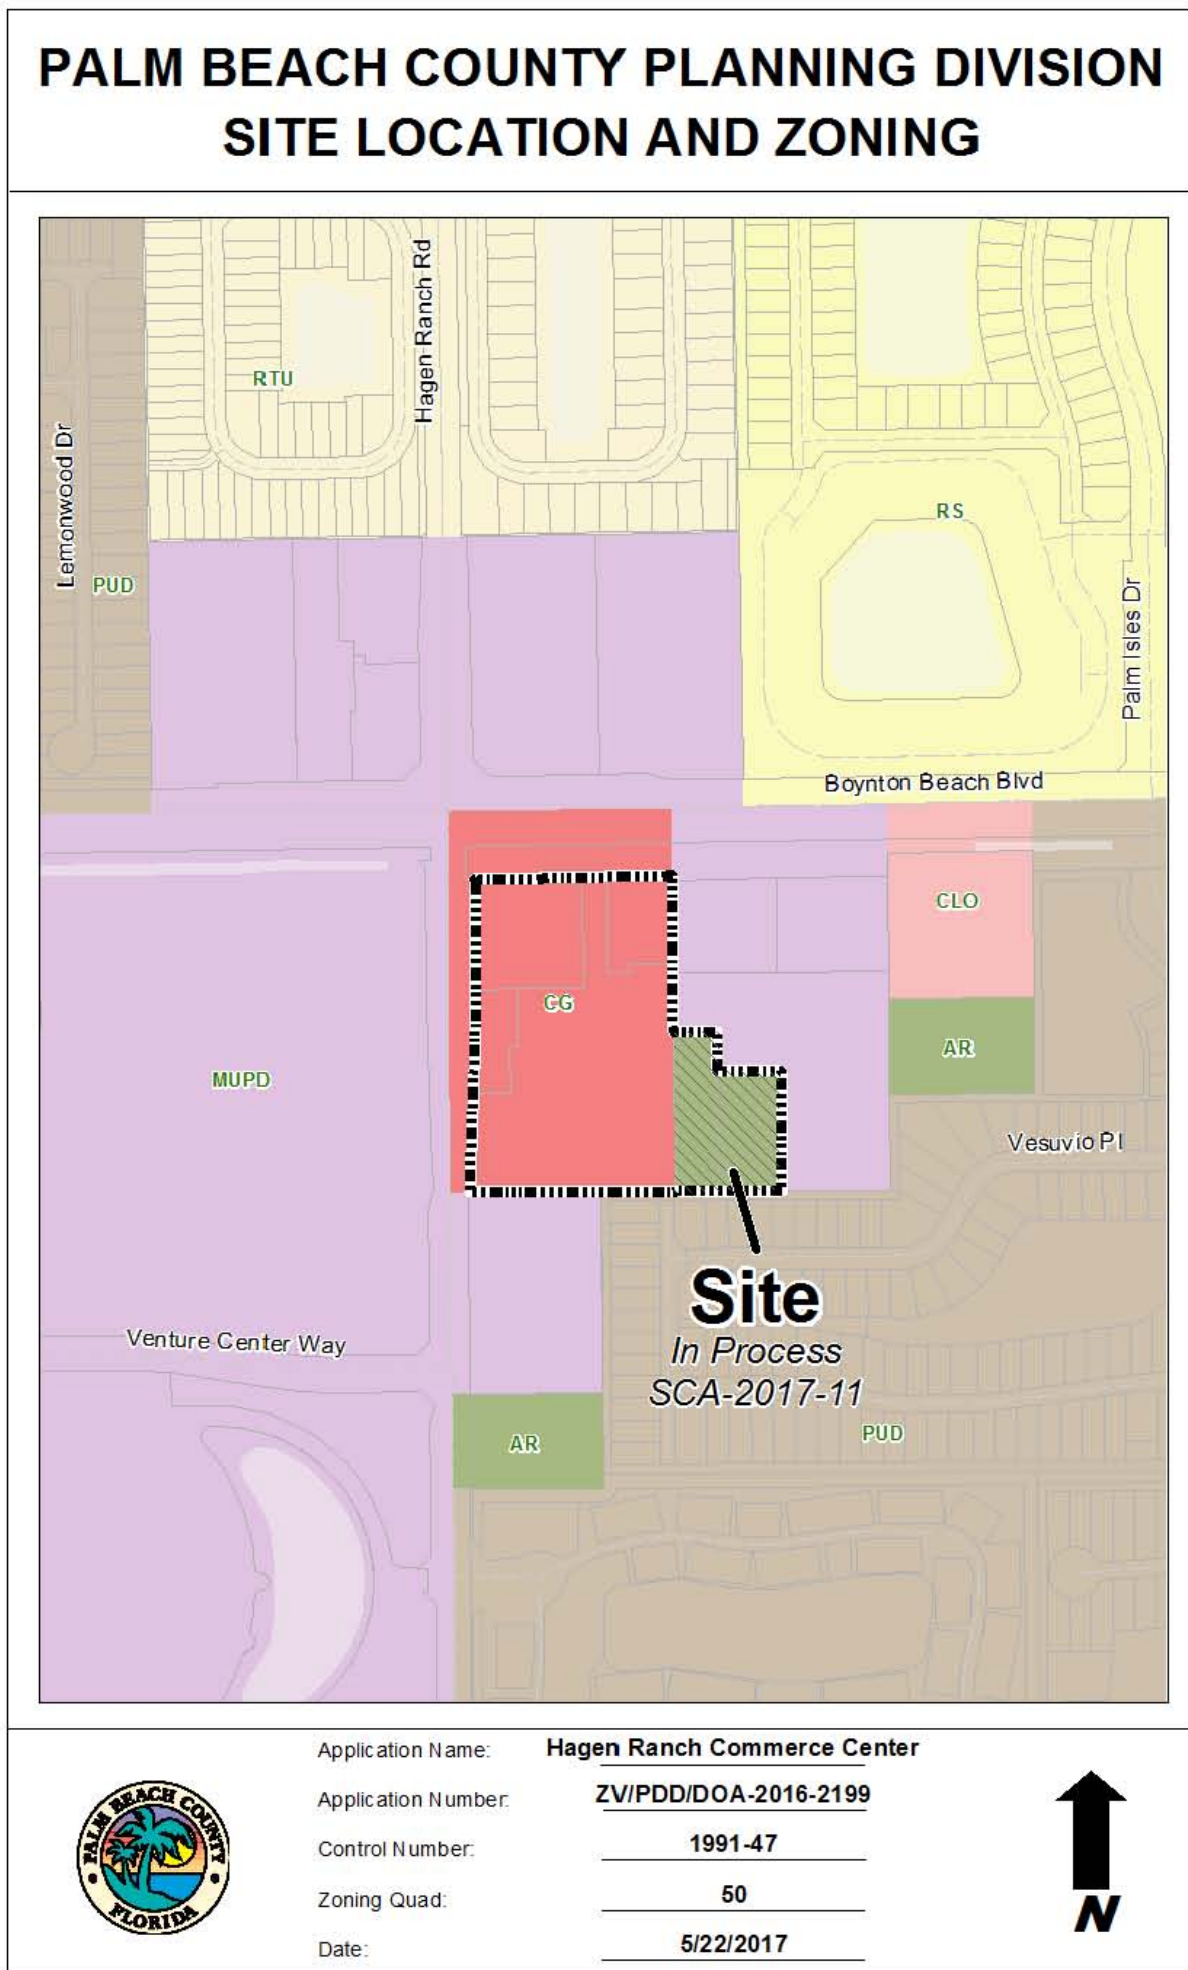 PALM BEACH COUNTY PLANNING DIVISION
SITE LOCATION AND ZONING
Hagen Ranch Rd
RTU
Lemonwood Dr
RS
PUD
Palm Isles Dr
Boynton Beach Blvd
CLO
CG
AR
MUPD
Vesuvio Pl
Site
In Process
SCA-2017-11
Venture Center Way
PUD
AR
Application Name: Hagen Ranch Commerce Center
Application Number: ZV/PDD/DOA-2016-2199
Control Number: 1991-47
Zoning Quad: 50
Date: 5/22/2017
PALM BEACH COUNTY
FLORIDA
N